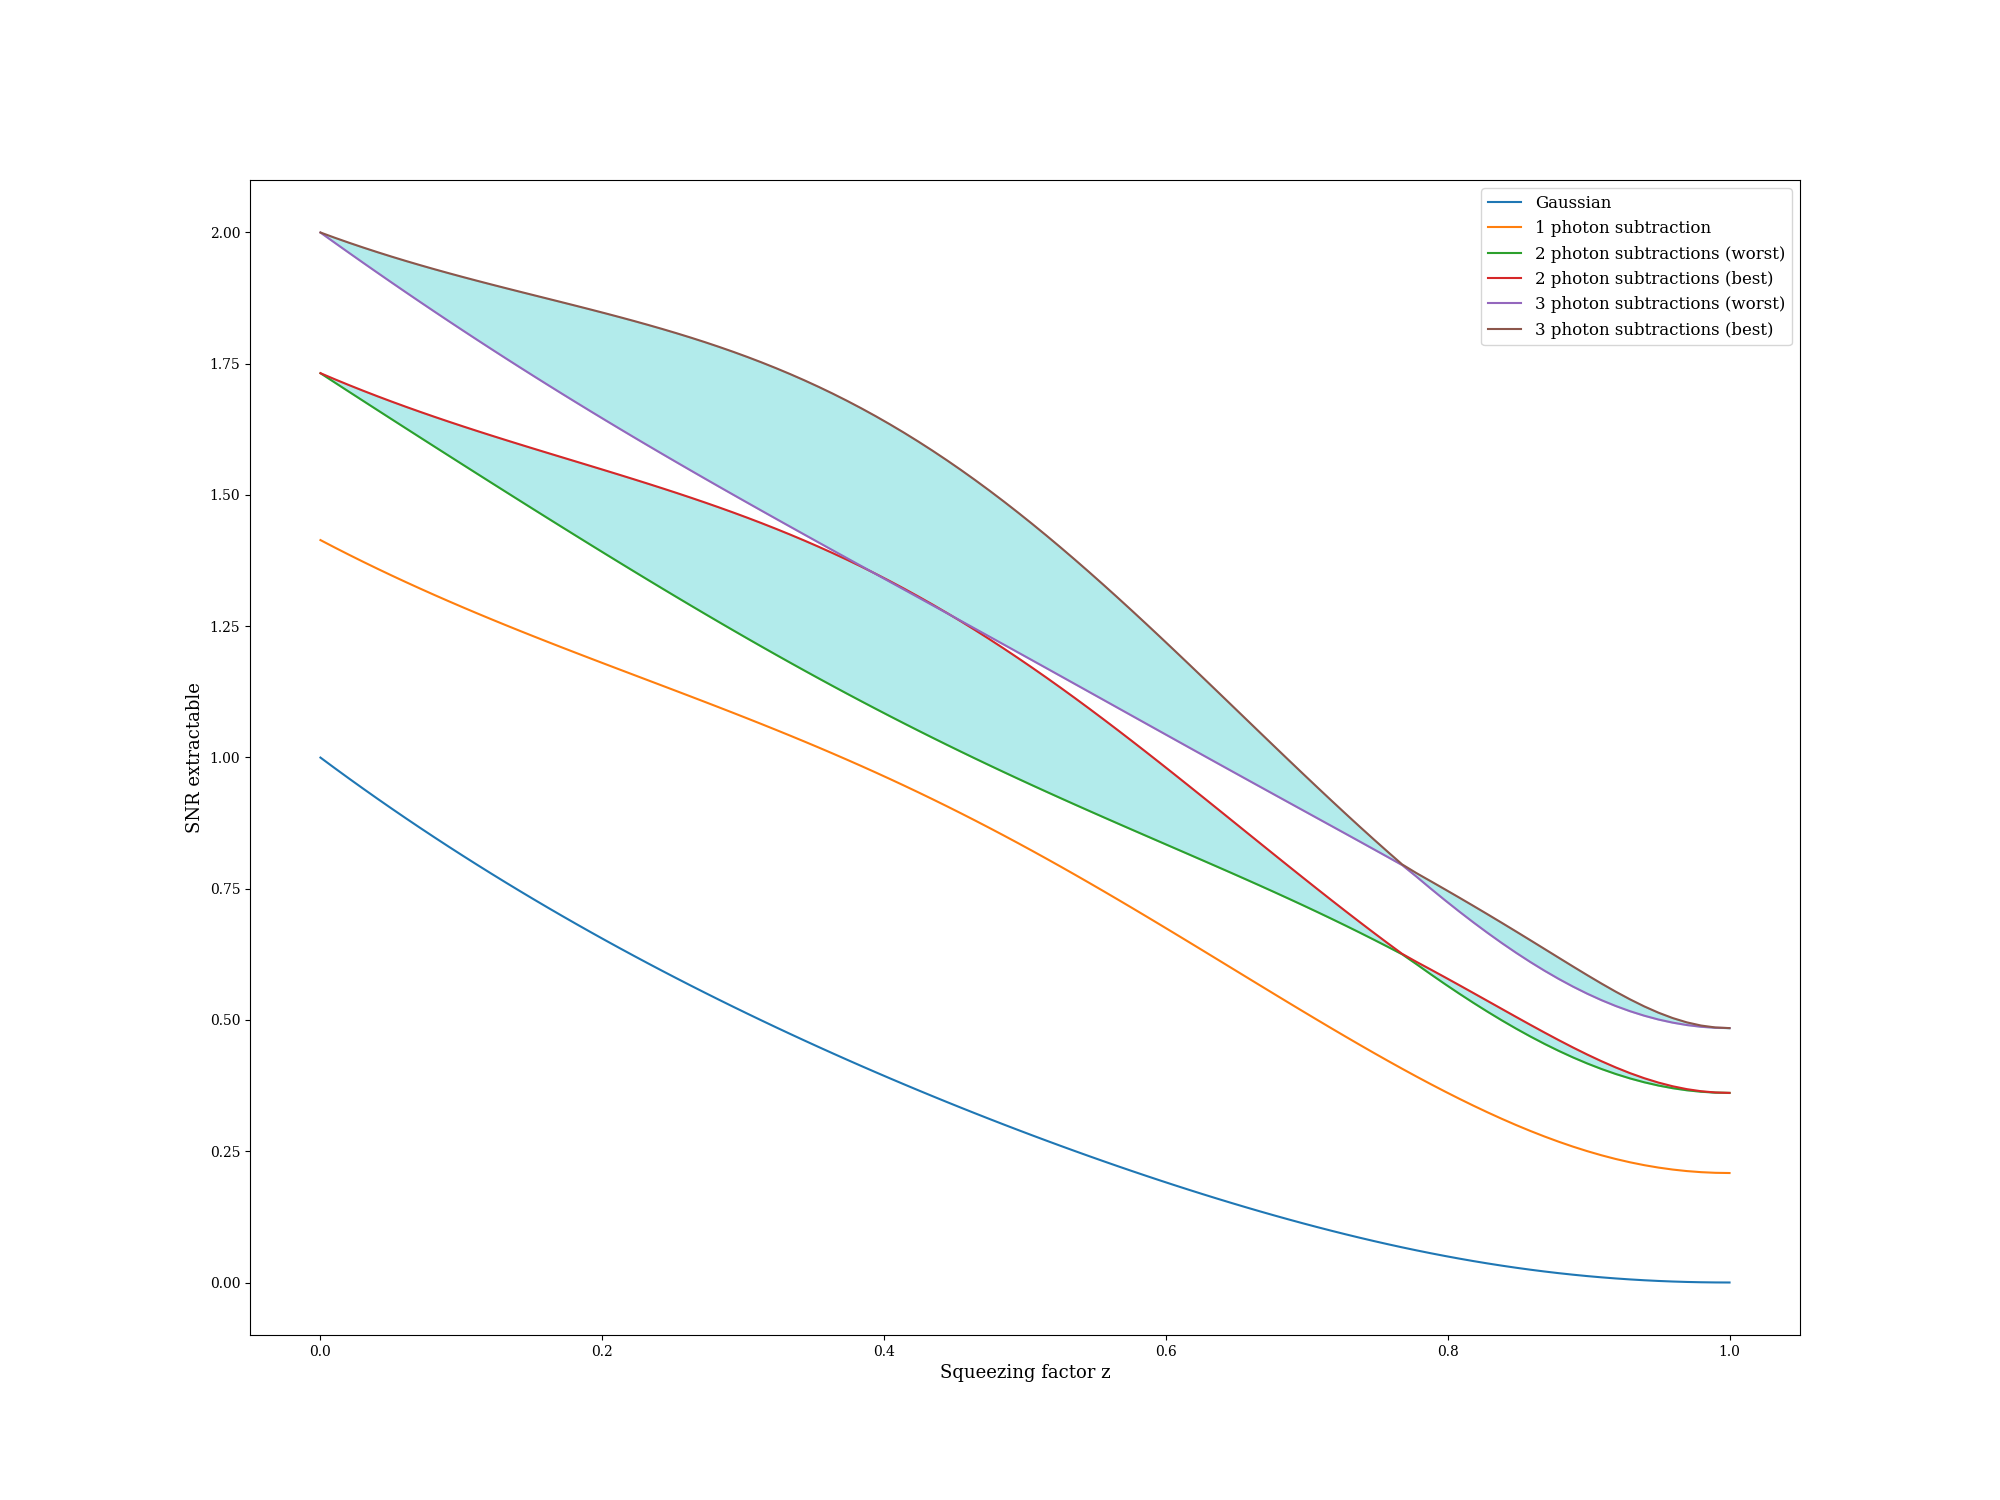 Gaussian
1 photon subtraction
2 photon subtractions (worst)
2 photon subtractions (best)
3 photon subtractions (worst)
3 photon subtractions (best)
2.00
1.75
1.50
1.25
1.00
0.75
0.50
0.25
0.00
SNR extractable
0.0 0.2 0.4 0.6 0.8 1.0
Squeezing factor z